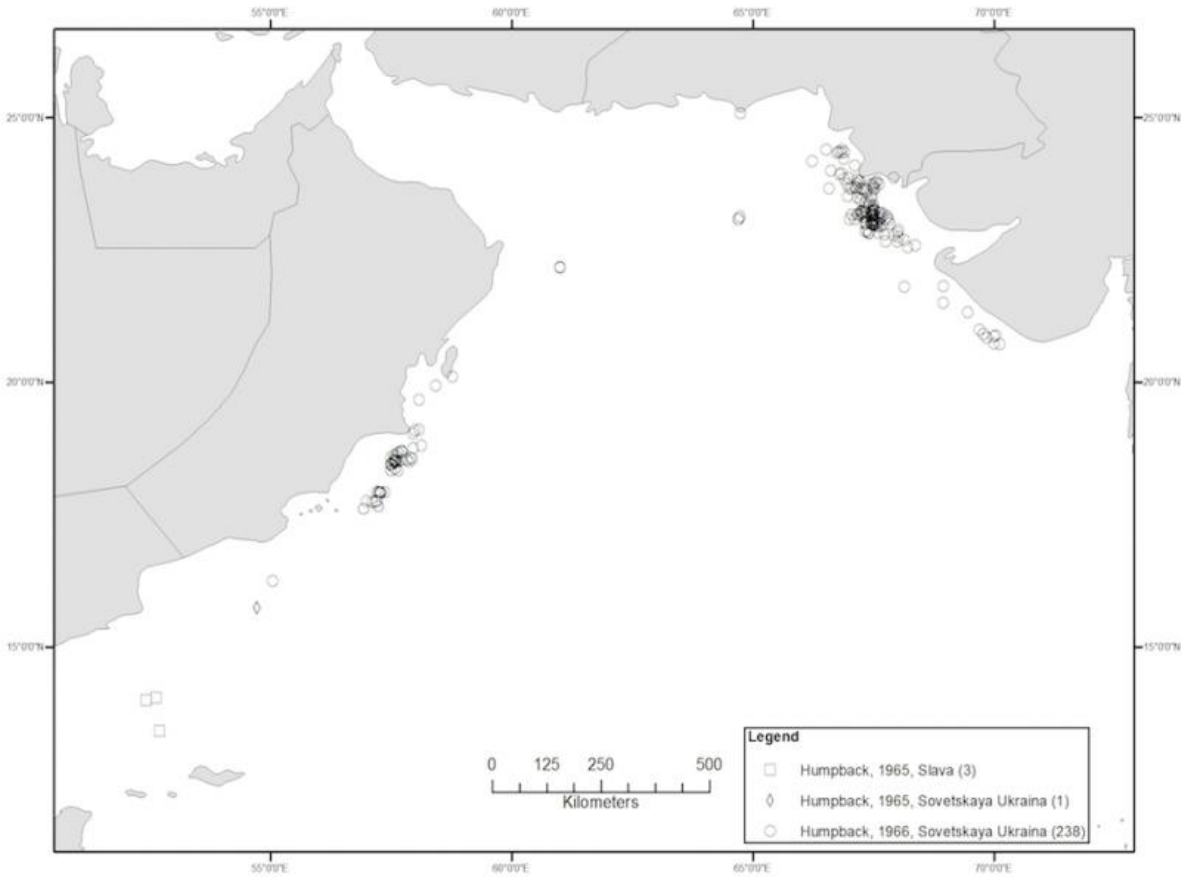 55°0'0"E 60°0'0"E 65°0'0"E 70°0'0"E
25°0'0"N 25°0'0"N
20°0'0"N 20°0'0"N
15°0'0"N 15°0'0"N
0 125 250 500
Kilometers
Legend
Humpback, 1965, Slava (3)
Humpback, 1965, Sovetskaya Ukraina (1)
Humpback, 1966, Sovetskaya Ukraina (238)
55°0'0"E 60°0'0"E 65°0'0"E 70°0'0"E